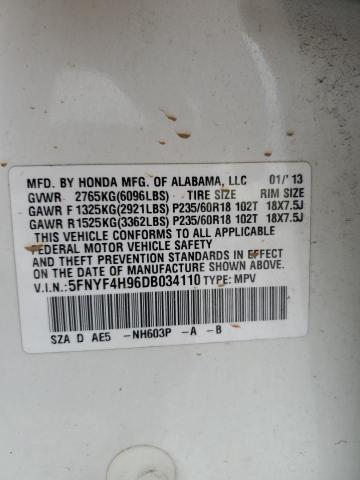 MFD. BY HONDA MFG. OF ALABAMA, LLC 01/'13
GVWR 2765KG(6096LBS) TIRE SIZE RIM SIZE
GAWR F 1325KG(2921LBS) P235/60R18 102T 18X7.5J
GAWR R1525KG(3362LBS) P235/60R18 102T 18X7.5J
THIS VEHICLE CONFORMS TO ALL APPLICABLE
FEDERAL MOTOR VEHICLE SAFETY
AND THEFT PREVENTION STANDARDS IN EFFECT
ON THE DATE OF MANUFACTURE SHOWN ABOVE.
V.I.N.:5FNYF4H96DB034110 TYPE: MPV
SZA D AE5 -NH603P -A -B